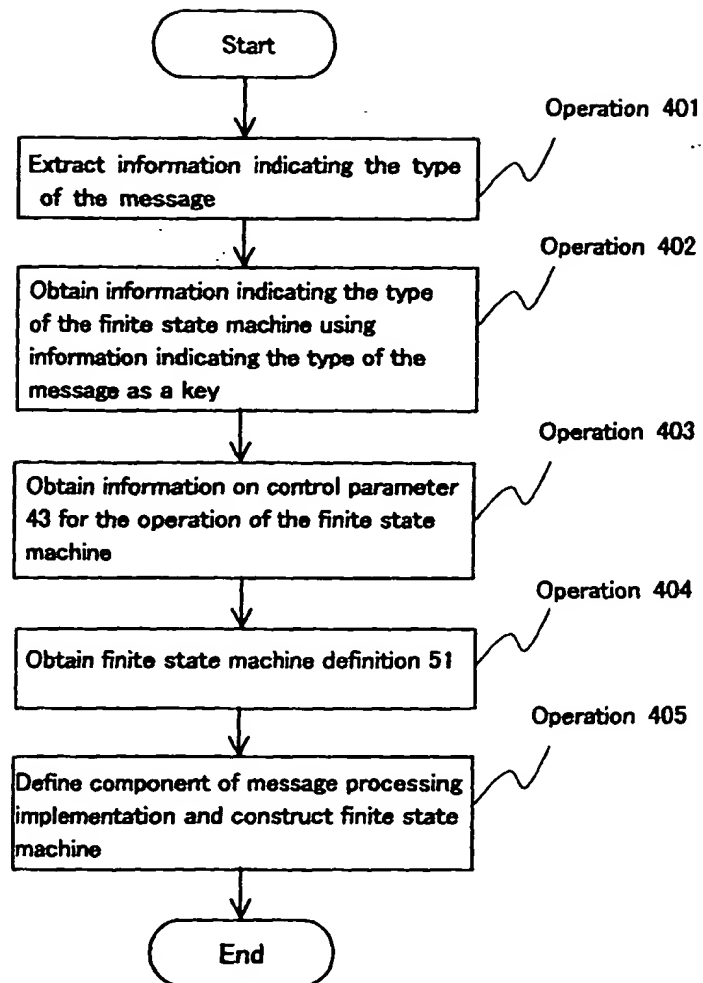 Start
Operation 401
Extract information indicating the type
of the message
Operation 402
Obtain information indicating the type
of the finite state machine using
information indicating the type of the
message as a key
Operation 403
Obtain information on control parameter
43 for the operation of the finite state
machine
Operation 404
Obtain finite state machine definition 51
Operation 405
Define component of message processing
implementation and construct finite state
machine
End